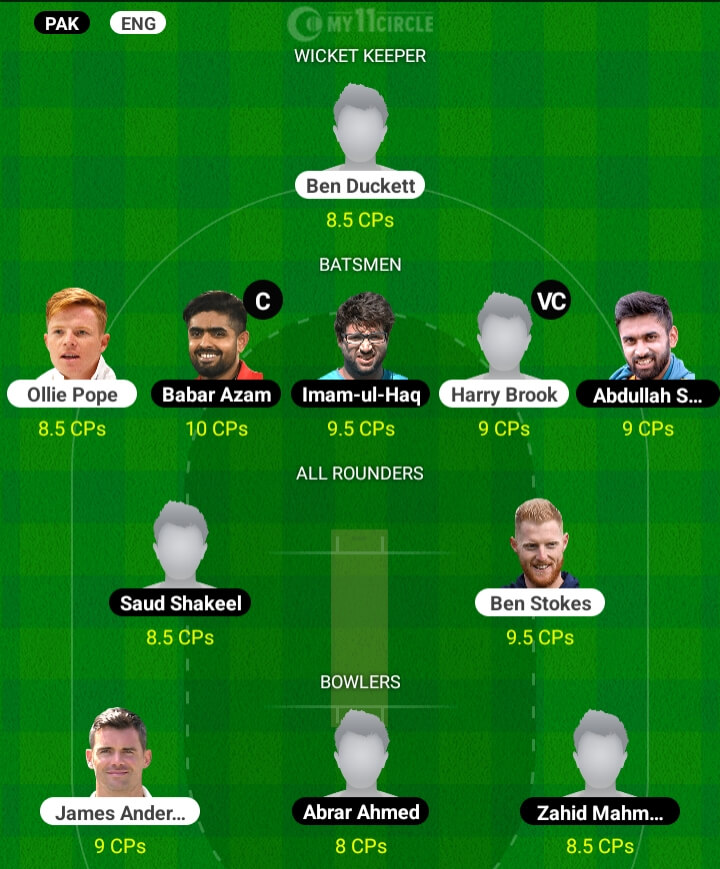 PAK ENG MY11CIRCLE
WICKET KEEPER
Ben Duckett
8.5 CPs
BATSMEN
C VC
Ollie Pope Babar Azam Imam-ul-Haq Harry Brook Abdullah S...
8.5 CPs 10 CPs 9.5 CPs 9 CPs 9 CPs
ALL ROUNDERS
Saud Shakeel Ben Stokes
8.5 CPs 9.5 CPs
BOWLERS
James Ander... Abrar Ahmed Zahid Mahm...
9 CPs 8 CPs 8.5 CPs